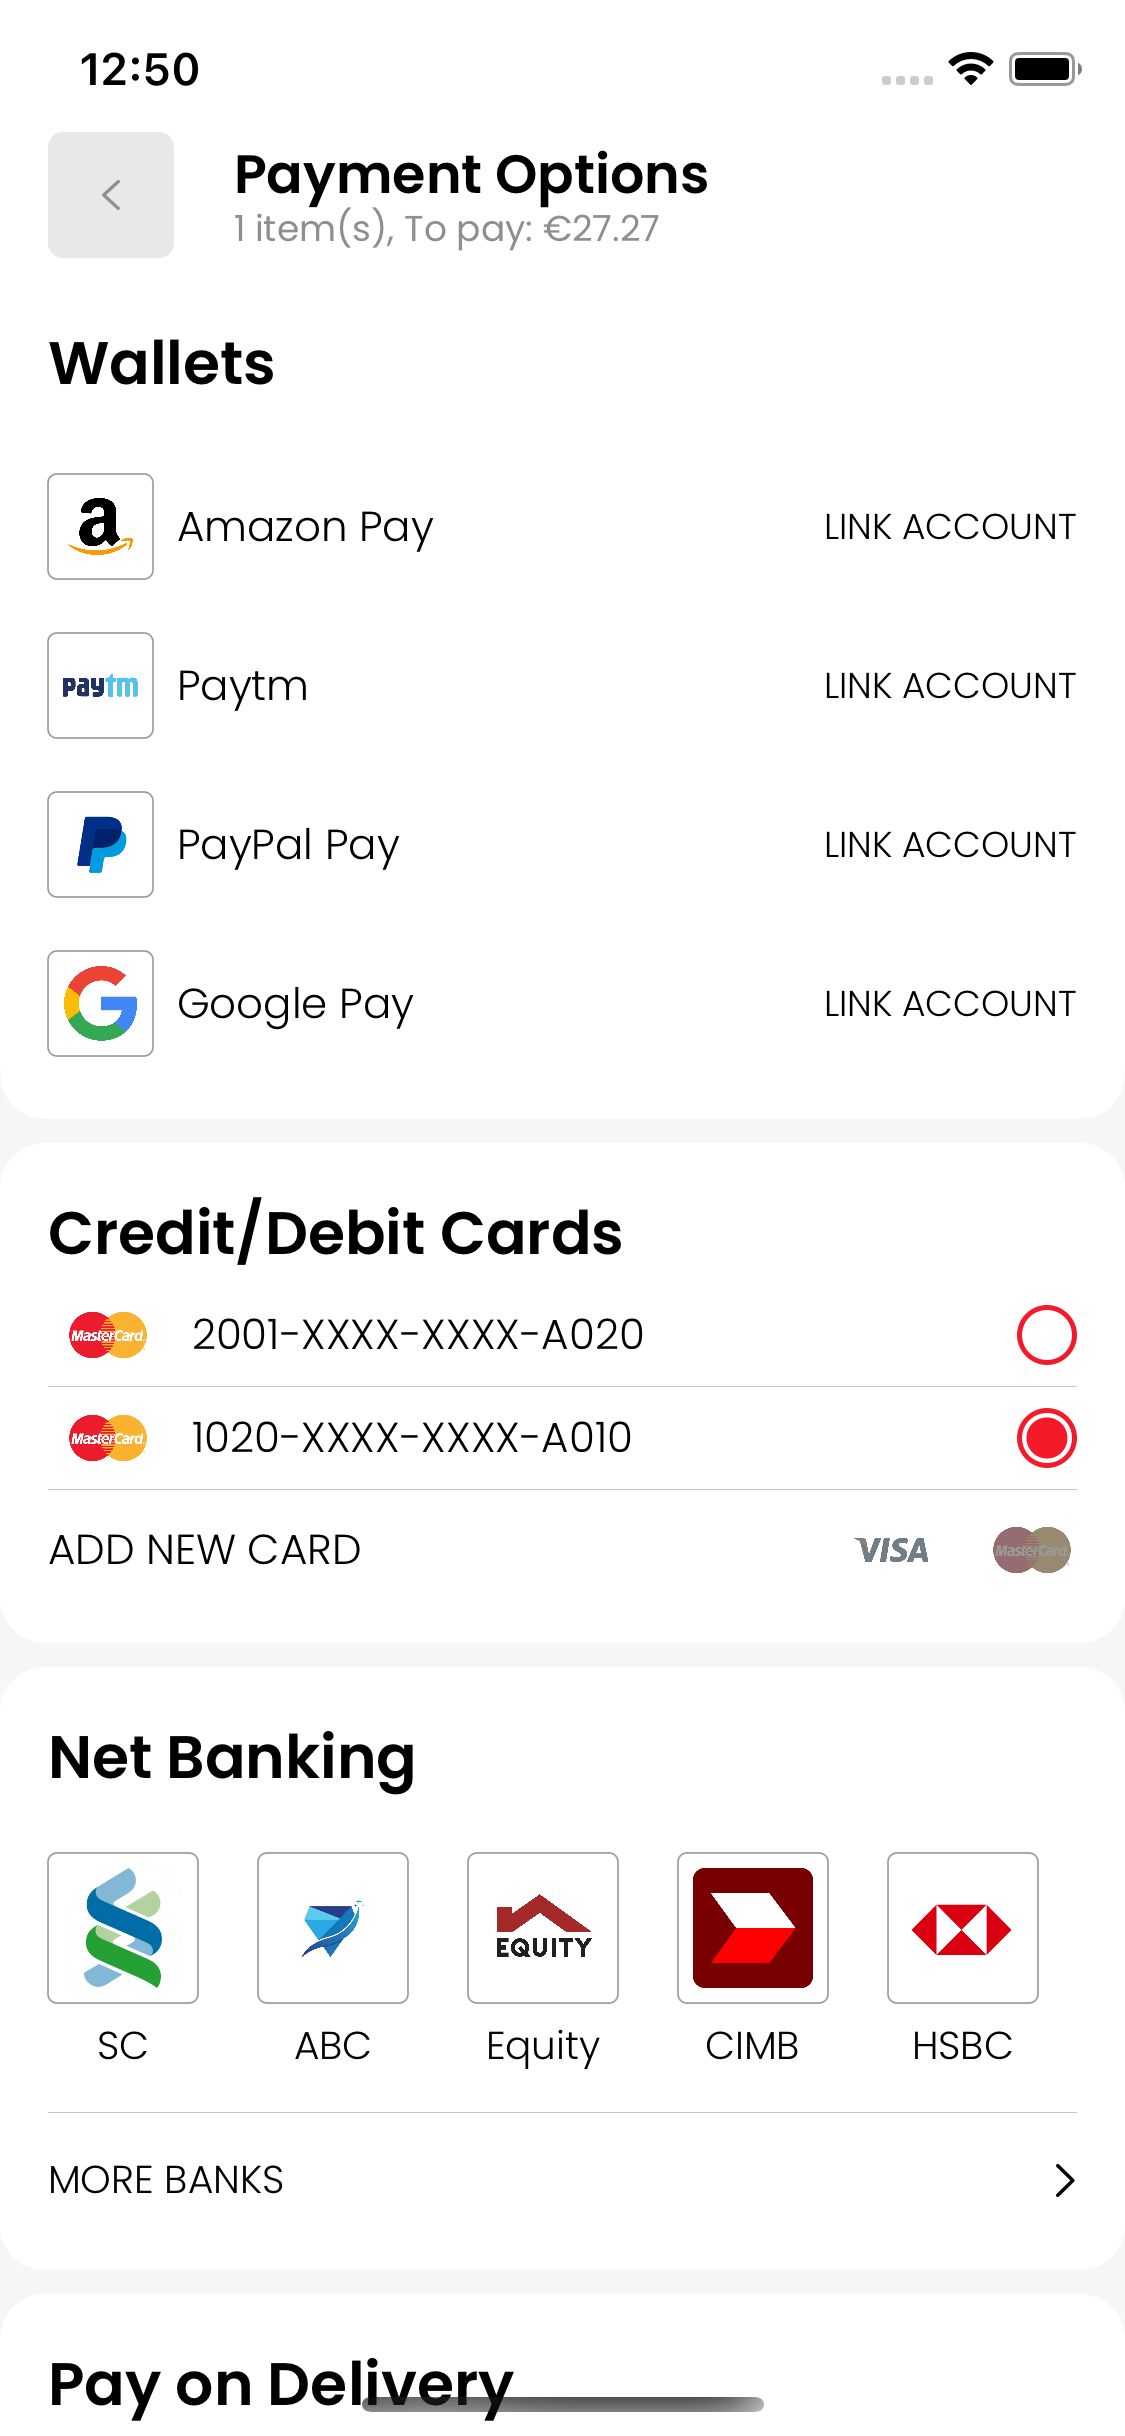 12:50
Payment Options
1 item(s), To pay: €27.27
Wallets
Amazon Pay LINK ACCOUNT
paytm Paytm LINK ACCOUNT
PayPal Pay LINK ACCOUNT
Google Pay LINK ACCOUNT
Credit/Debit Cards
MasterCard 2001-XXXX-XXXX-A020
MasterCard 1020-XXXX-XXXX-A010
ADD NEW CARD VISA MasterCard
Net Banking
EQUITY
SC ABC Equity CIMB HSBC
MORE BANKS
Pay on Delivery